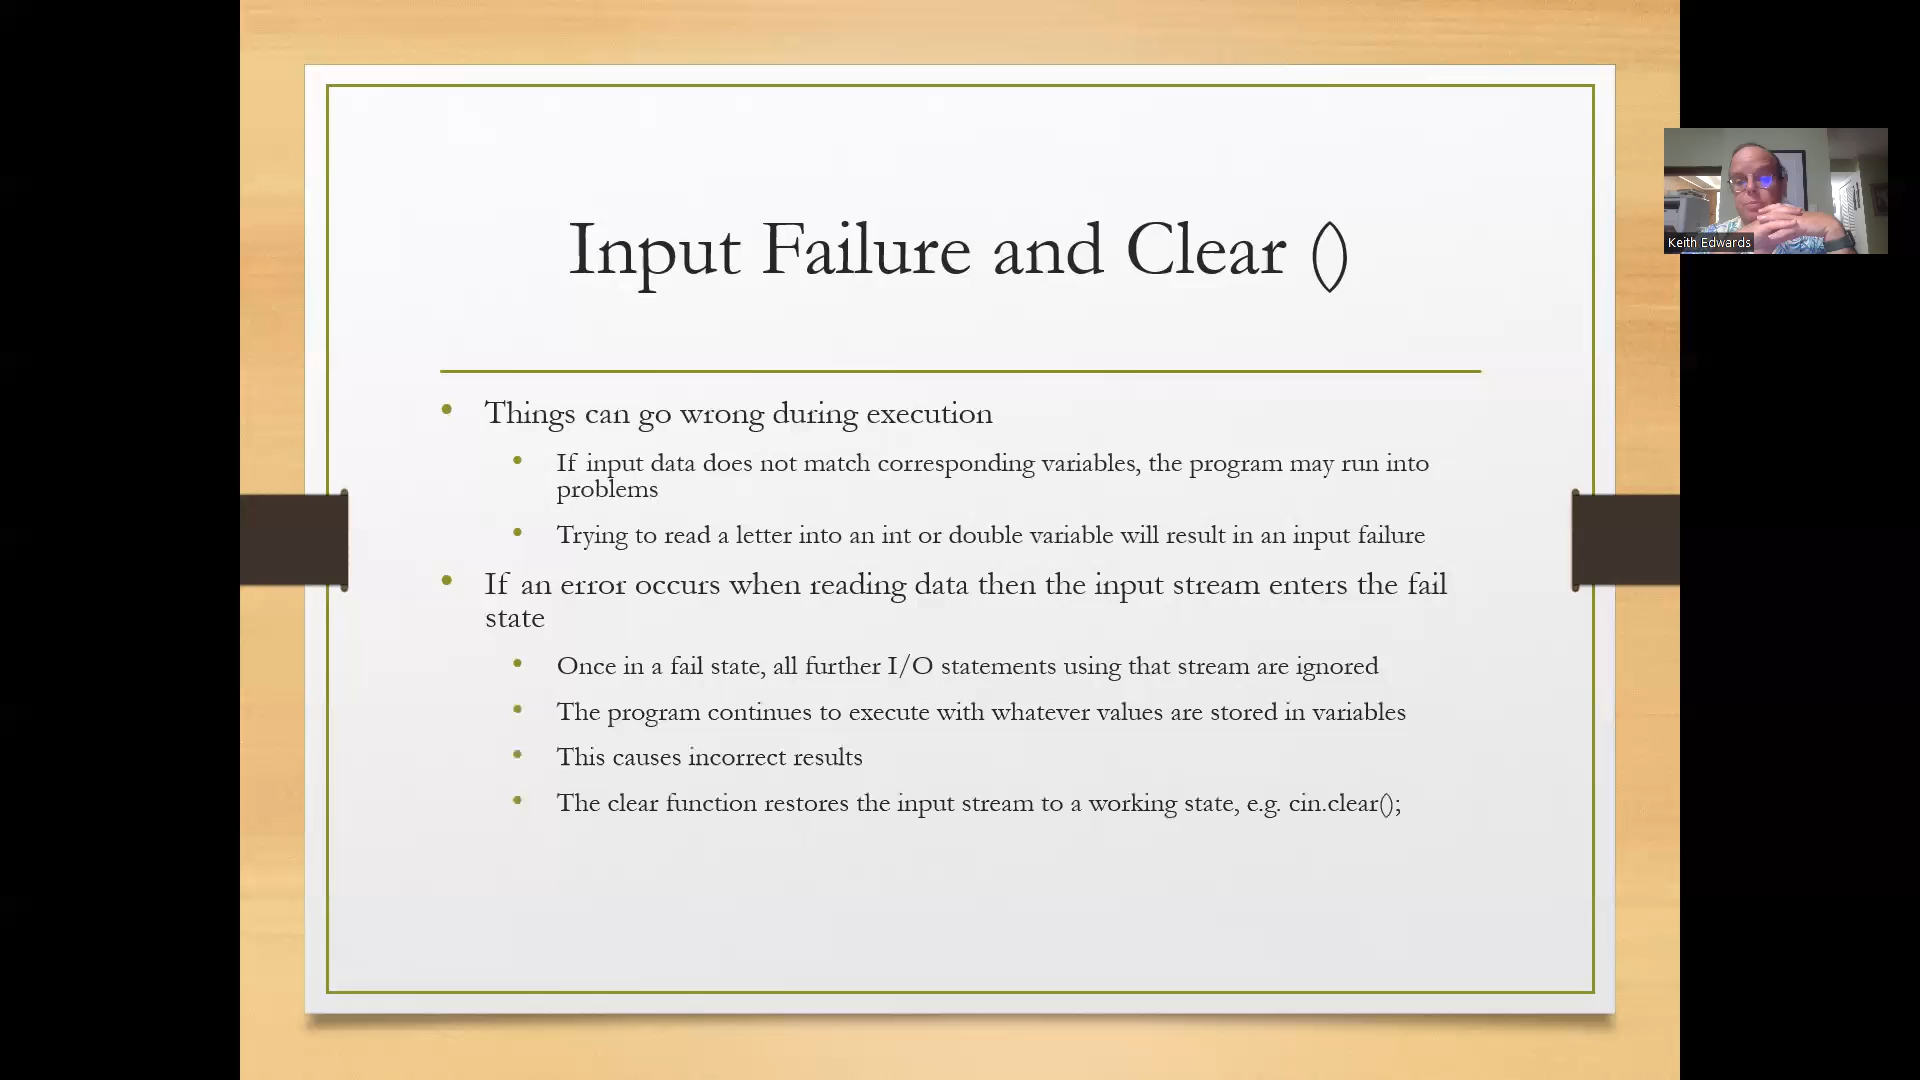 Input Failure and Clear ()
Keith Edwards
• Things can go wrong during execution
• If input data does not match corresponding variables, the program may run into
problems
• Trying to read a letter into an int or double variable will result in an input failure
• If an error occurs when reading data then the input stream enters the fail
state
• Once in a fail state, all further I/O statements using that stream are ignored
• The program continues to execute with whatever values are stored in variables
• This causes incorrect results
• The clear function restores the input stream to a working state, e.g. cin.clear();